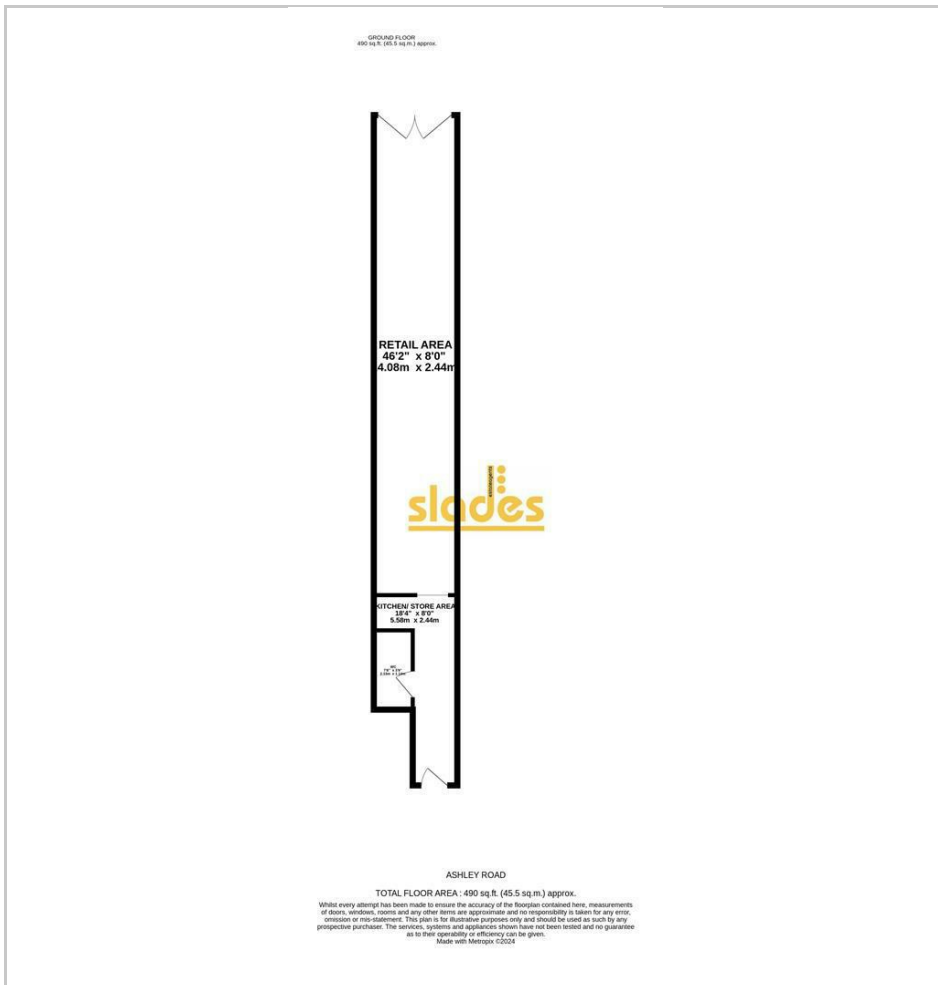 GROUND FLOOR
490 sq.ft. (45.5 sq.m.) approx.
RETAIL AREA
46'2" x 8'0"
4.08m x 2.44m
slades
KITCHEN/ STORE AREA
18'4" x 8'0"
5.58m x 2.44m
ASHLEY ROAD
TOTAL FLOOR AREA : 490 sq.ft. (45.5 sq.m.) approx.
Whilst every attempt has been made to ensure the accuracy of the floorplan contained here, measurements
of doors, windows, rooms and any other items are approximate and no responsibility is taken for any error,
omission or mis-statement. This plan is for illustrative purposes only and should be used as such by any
prospective purchaser. The services, systems and appliances shown have not been tested and no guarantee
as to their operability or efficiency can be given.
Made with Metropix ©2024